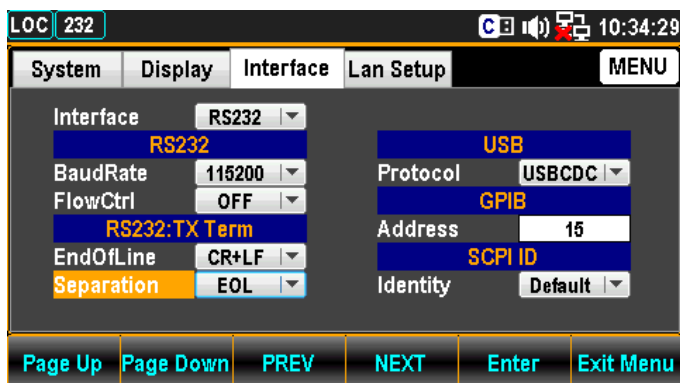 LOC 232 C 10:34:29
System Display Interface Lan Setup MENU
Interface RS232
RS232 USB
BaudRate 115200 Protocol USBCDC
FlowCtrl OFF GPIB
RS232:TX Term Address 15
EndOfLine CR+LF SCPI ID
Separation EOL Identity Default
Page Up Page Down PREV NEXT Enter Exit Menu